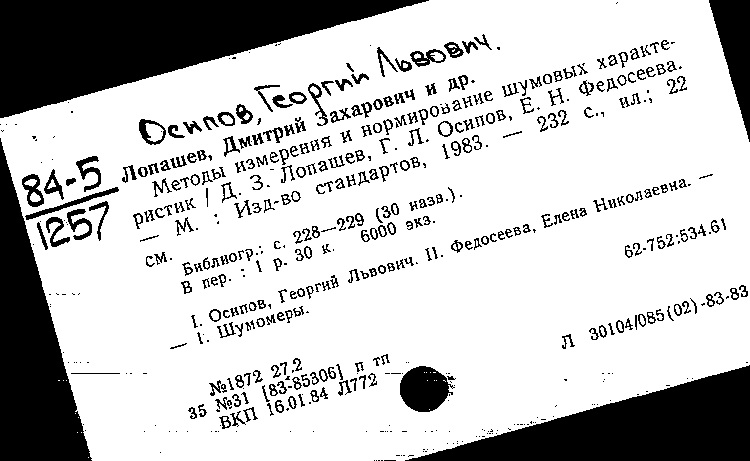 Осипов, Георгий Львович.
84-5
1257
Лопашев, Дмитрий Захарович и др.
Методы измерения и нормирование шумовых характе-
ристик / Д. З. Лопашев, Г. Л. Осипов, Е. Н. Федосеева.
— М. : Изд-во стандартов, 1983. — 232 с., ил.; 22
см.
Библиогр.: с. 228—229 (30 назв.).
В пер. : 1 р. 30 к. 6000 экз.
I. Осипов, Георгий Львович. II. Федосеева, Елена Николаевна. —
— 1. Шумомеры.
62-752:534.61
№1872 27.2
35 №31 [83-85306] п тп
ВКП 16.01.84 Л772
Л 30104/085(02)-83-83